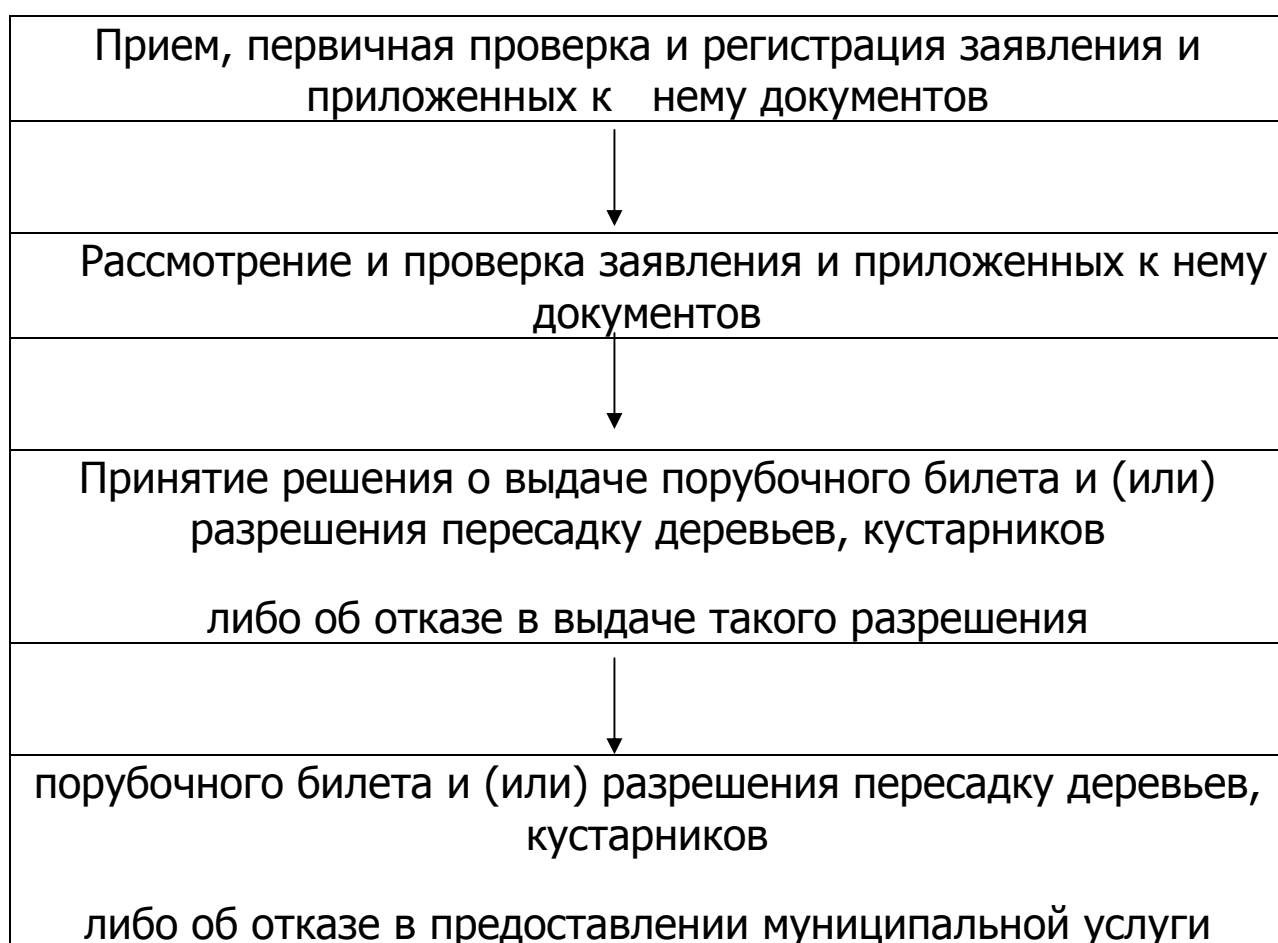 Прием, первичная проверка и регистрация заявления и
приложенных к нему документов
Рассмотрение и проверка заявления и приложенных к нему
документов
Принятие решения о выдаче порубочного билета и (или)
разрешения пересадку деревьев, кустарников
либо об отказе в выдаче такого разрешения
порубочного билета и (или) разрешения пересадку деревьев,
кустарников
либо об отказе в предоставлении муниципальной услуги